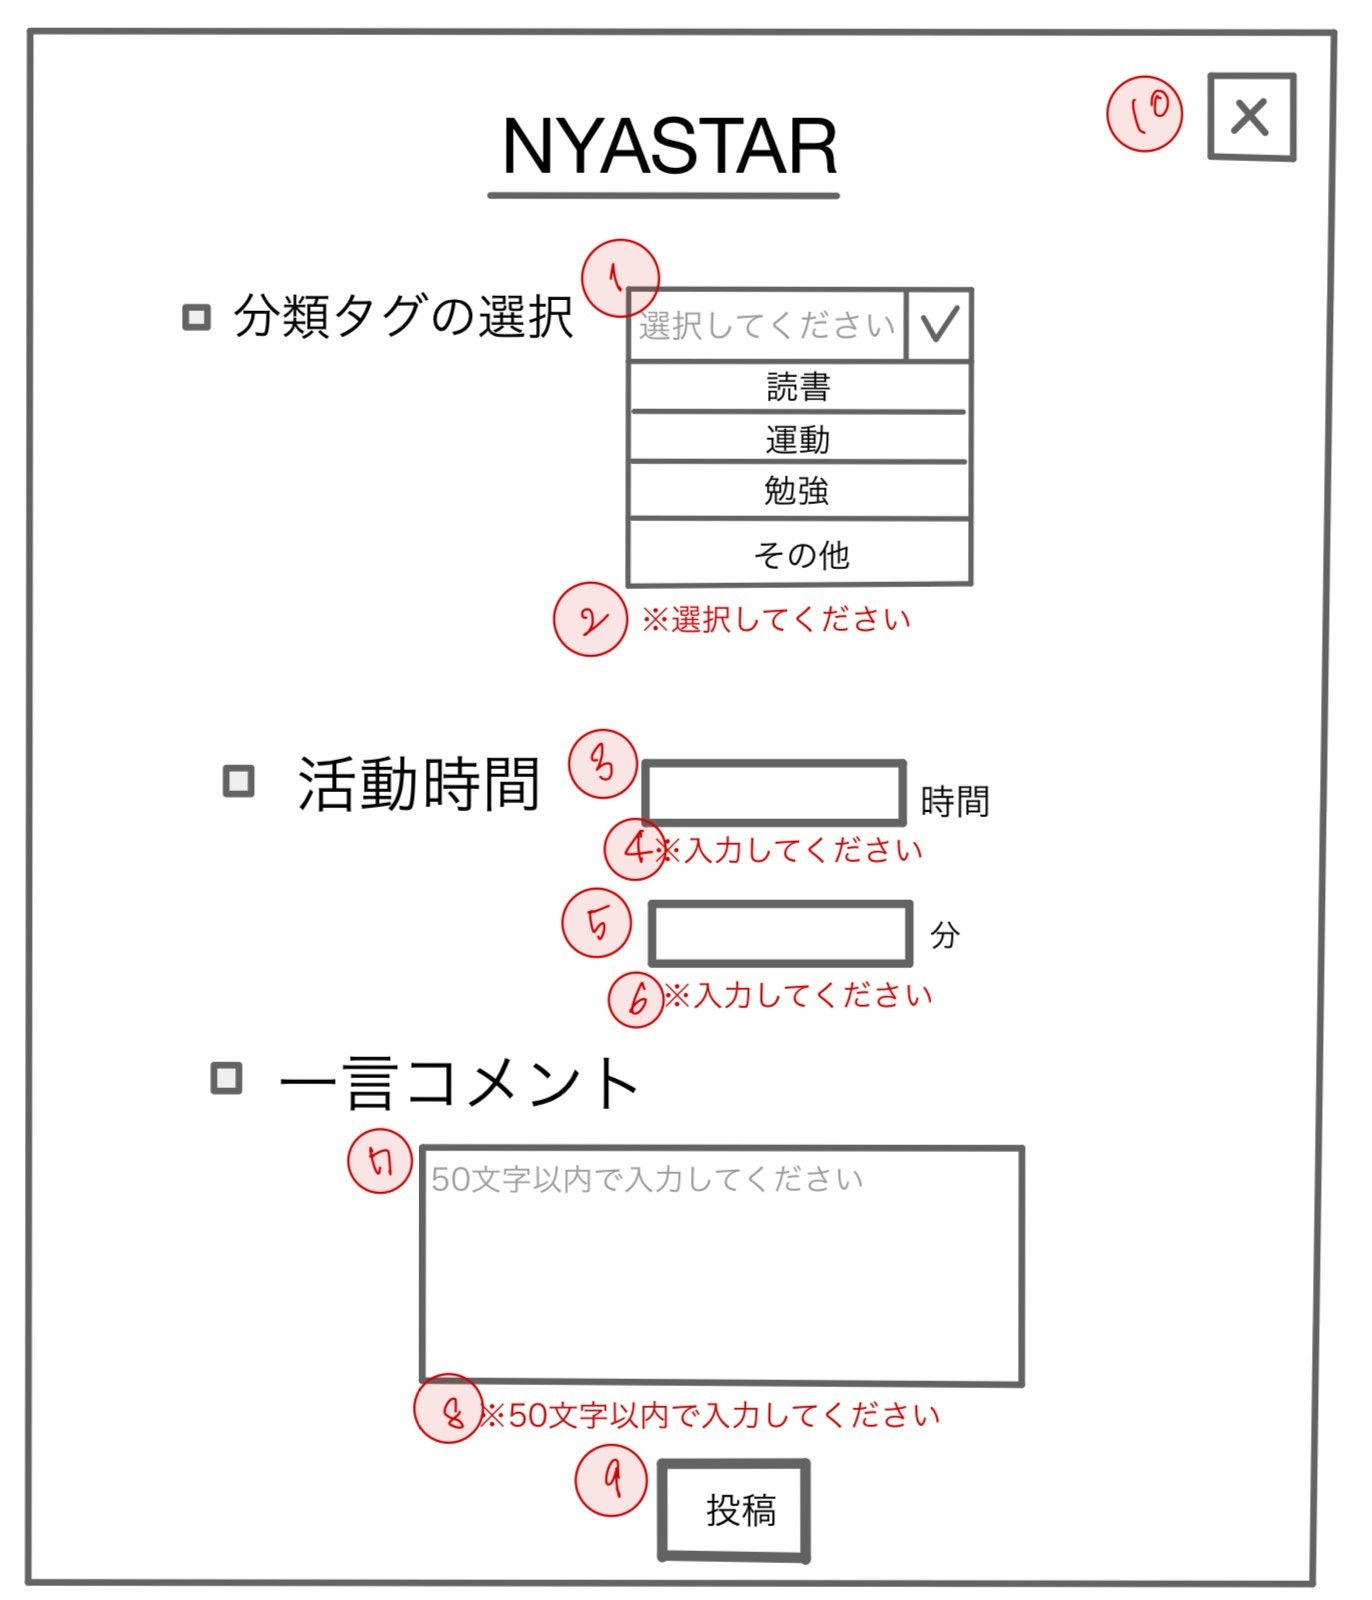 10
NYASTAR
1
分類タグの選択
選択してください
読書
運動
勉強
その他
2 ※選択してください
活動時間 3 時間
4 ※入力してください
5 分
6 ※入力してください
一言コメント
7
50文字以内で入力してください
8 ※50文字以内で入力してください
9
投稿